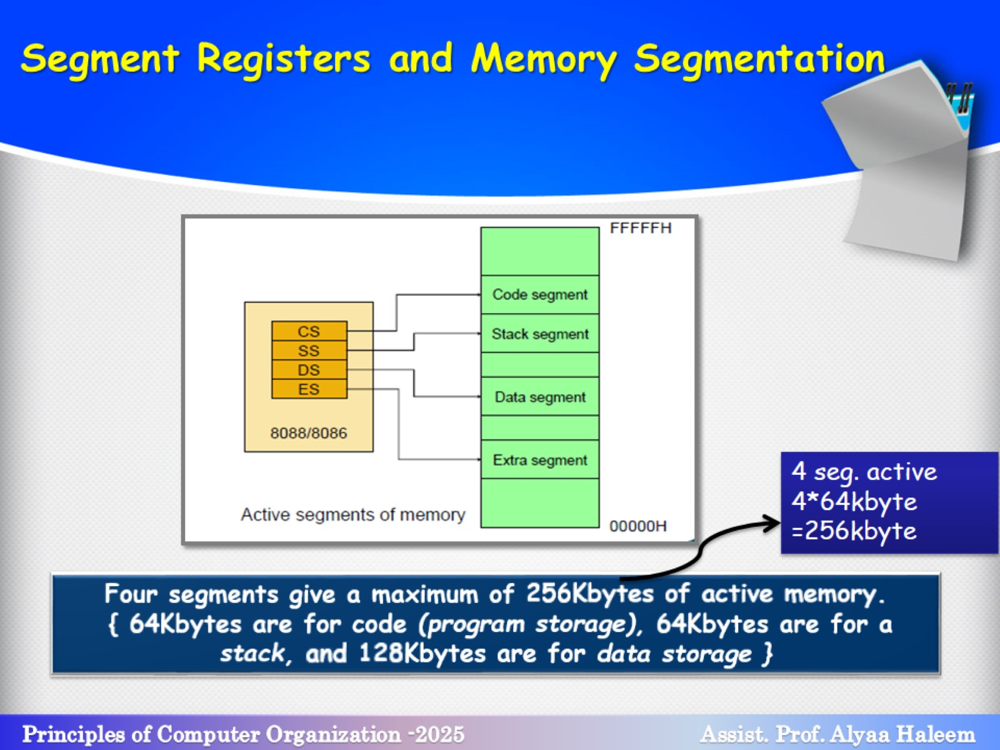 Segment Registers and Memory Segmentation
FFFFFH
Code segment
CS
SS
DS
ES
Stack segment
Data segment
8088/8086
Extra segment
Active segments of memory
00000H
4 seg. active
4*64kbyte
=256kbyte
Four segments give a maximum of 256Kbytes of active memory.
{ 64Kbytes are for code (program storage), 64Kbytes are for a
stack, and 128Kbytes are for data storage }
Principles of Computer Organization -2025
Assist. Prof. Alyaa Haleem